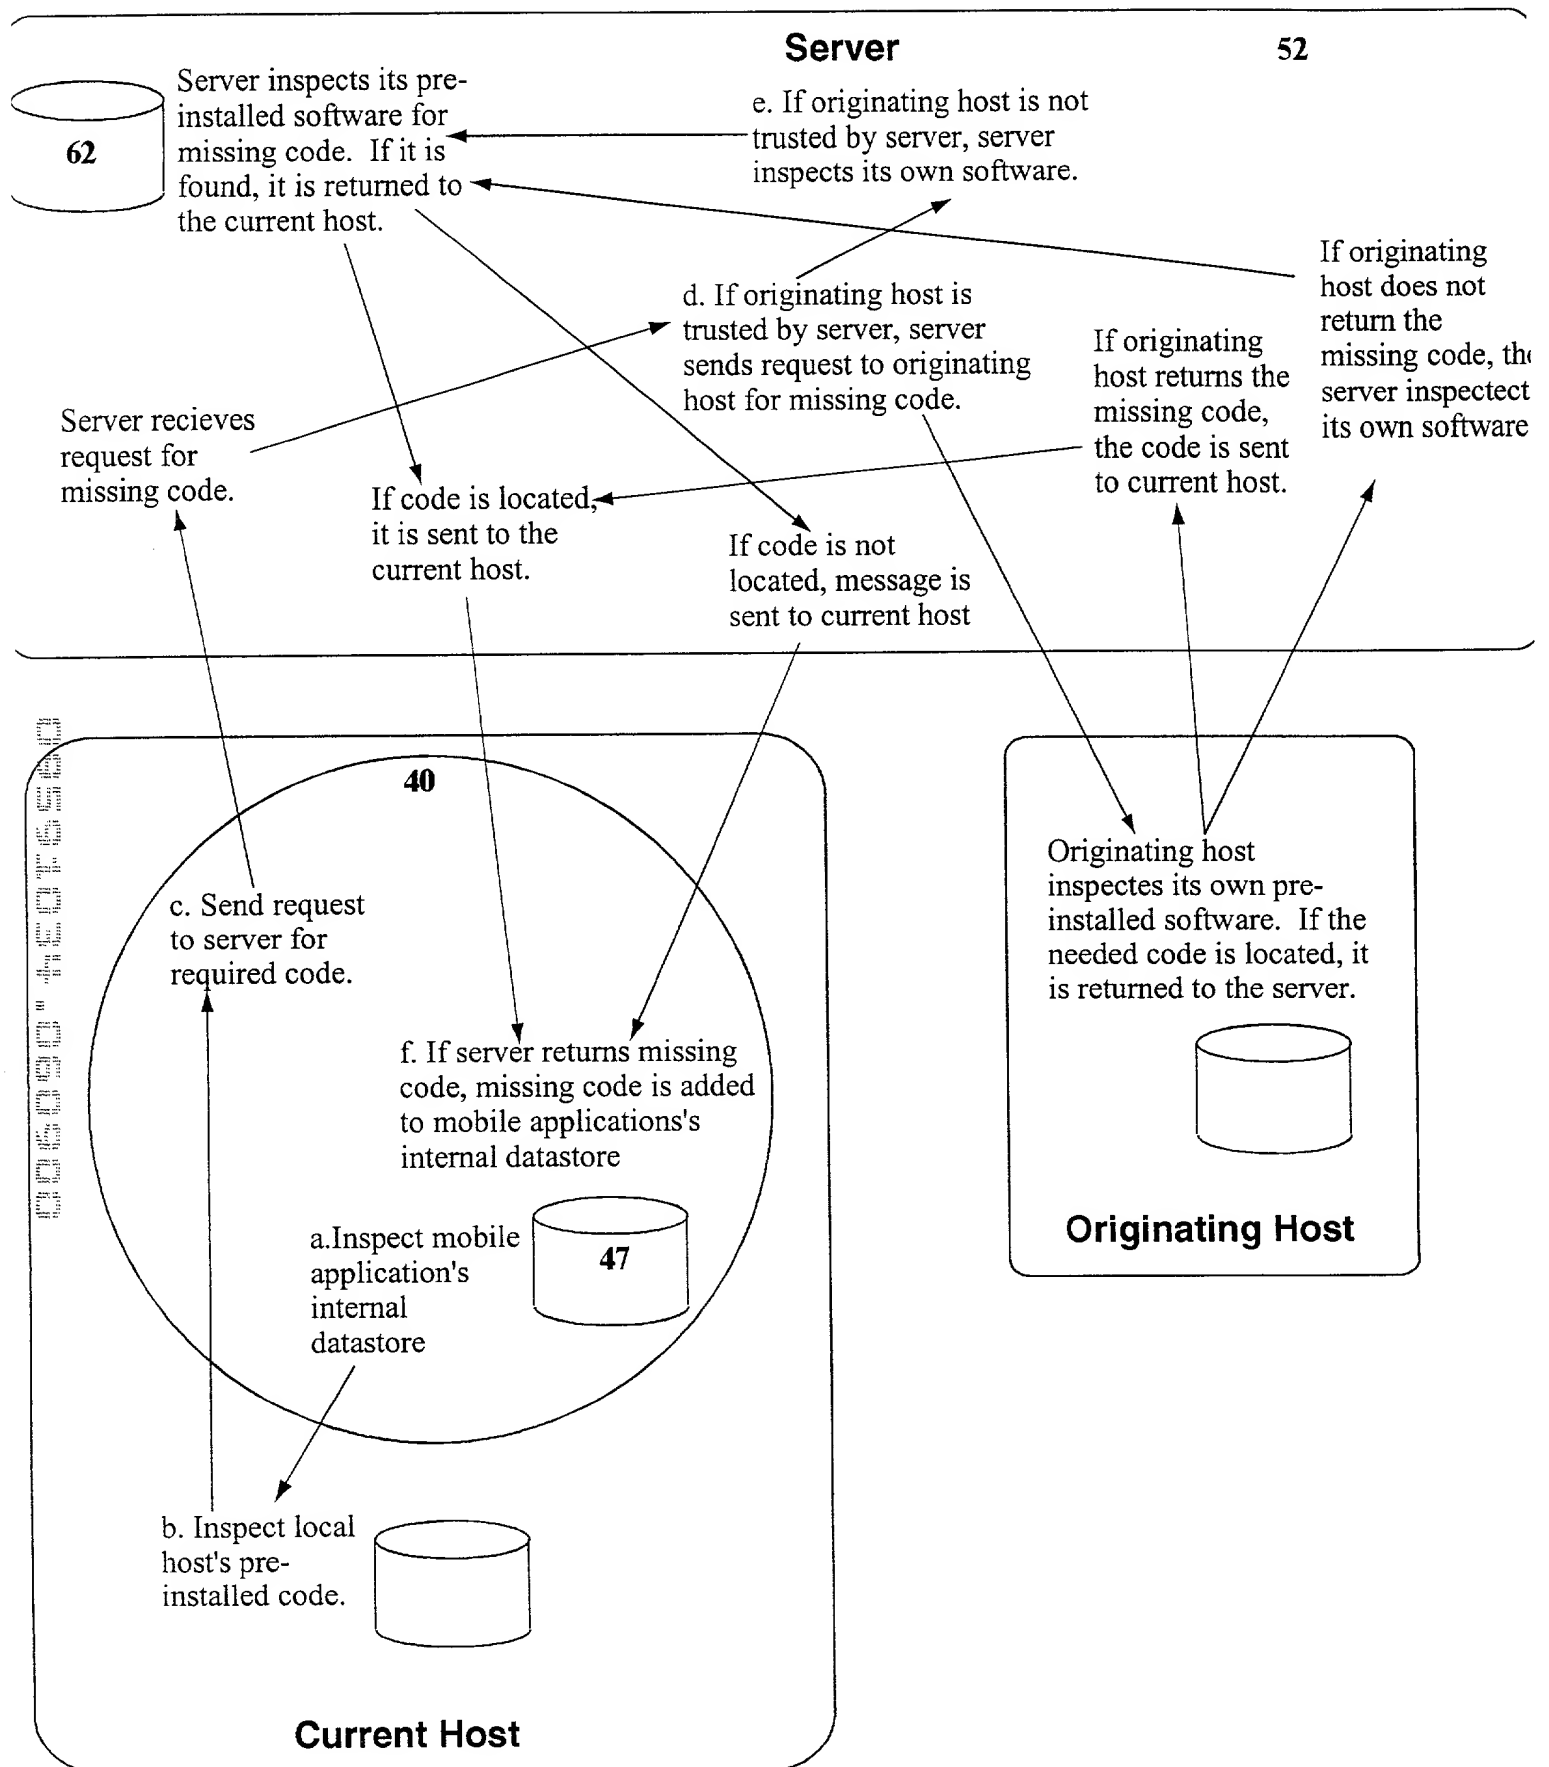 Server
52
62
Server inspects its pre-
installed software for
missing code. If it is
found, it is returned to
the current host.
e. If originating host is not
trusted by server, server
inspects its own software.
d. If originating host is
trusted by server, server
sends request to originating
host for missing code.
If originating
host returns the
missing code,
the code is sent
to current host.
If originating
host does not
return the
missing code, the
server inspectect
its own software
Server recieves
request for
missing code.
If code is located,
it is sent to the
current host.
If code is not
located, message is
sent to current host
40
c. Send request
to server for
required code.
f. If server returns missing
code, missing code is added
to mobile applications's
internal datastore
a.Inspect mobile
application's
internal
datastore
47
b. Inspect local
host's pre-
installed code.
Current Host
Originating host
inspectes its own pre-
installed software. If the
needed code is located, it
is returned to the server.
Originating Host